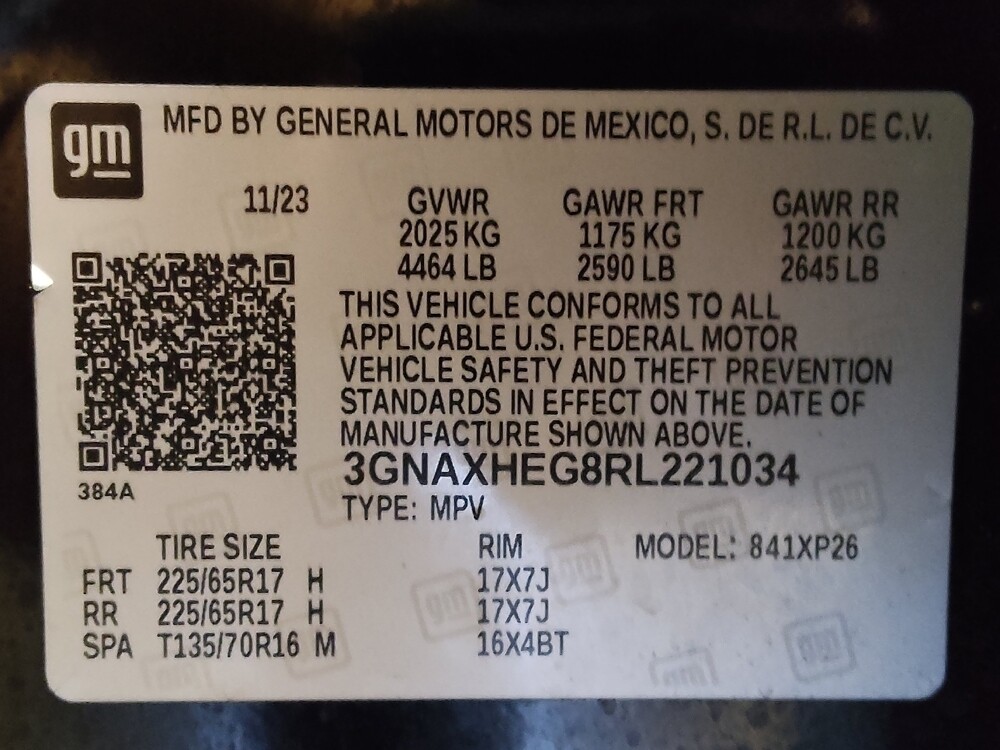 gm
MFD BY GENERAL MOTORS DE MEXICO, S. DE R.L. DE C.V.
11/23 GVWR GAWR FRT GAWR RR
2025 KG 1175 KG 1200 KG
4464 LB 2590 LB 2645 LB
THIS VEHICLE CONFORMS TO ALL
APPLICABLE U.S. FEDERAL MOTOR
VEHICLE SAFETY AND THEFT PREVENTION
STANDARDS IN EFFECT ON THE DATE OF
MANUFACTURE SHOWN ABOVE.
3GNAXHEG8RL221034
384A
TYPE: MPV
TIRE SIZE RIM MODEL: 841XP26
FRT 225/65R17 H 17X7J
RR 225/65R17 H 17X7J
SPA T135/70R16 M 16X4BT